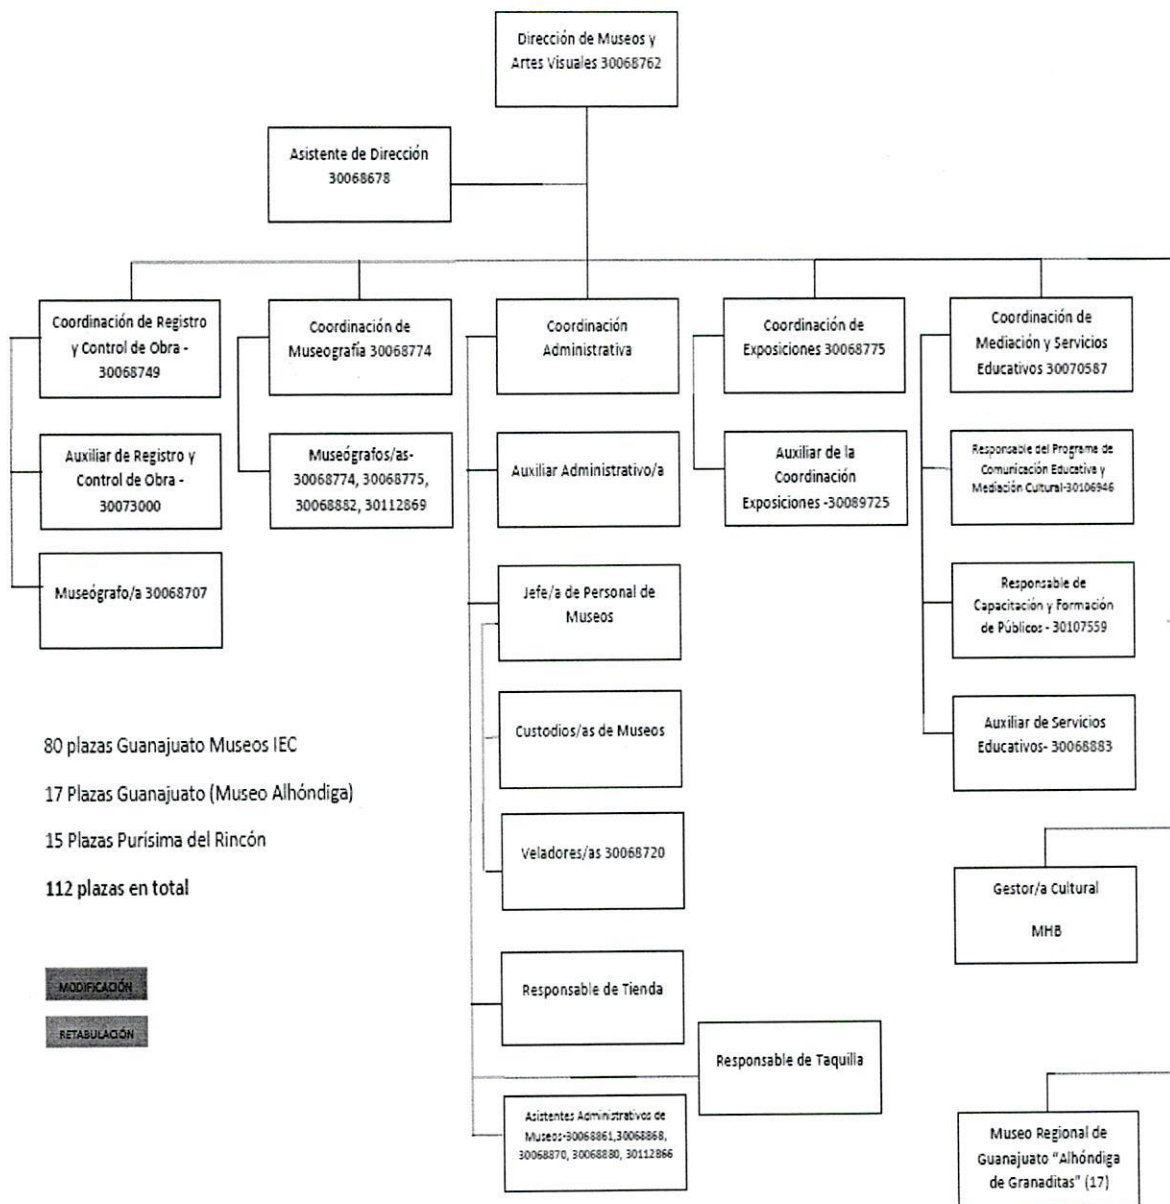 Dirección de Museos y
Artes Visuales 30068762
Asistente de Dirección
30068678
Coordinación de Registro
y Control de Obra -
30068749
Coordinación de
Museografía 30068774
Coordinación
Administrativa
Coordinación de
Exposiciones 30068775
Coordinación de
Mediación y Servicios
Educativos 30070587
Auxiliar de Registro y
Control de Obra -
30073000
Museógrafos/as-
30068774, 30068775,
30068882, 30112869
Auxiliar Administrativo/a
Auxiliar de la
Coordinación
Exposiciones -30089725
Responsable del Programa de
Comunicación Educativa y
Mediación Cultural-30106946
Museógrafo/a 30068707
Jefe/a de Personal de
Museos
Responsable de
Capacitación y Formación
de Públicos - 30107559
Custodios/as de Museos
Auxiliar de Servicios
Educativos- 30068883
80 plazas Guanajuato Museos IEC
17 Plazas Guanajuato (Museo Alhóndiga)
15 Plazas Purísima del Rincón
112 plazas en total
Veladores/as 30068720
Gestor/a Cultural
MHB
MODIFICACIÓN
RETABULACIÓN
Responsable de Tienda
Responsable de Taquilla
Asistentes Administrativos de
Museos-30068861,30068868,
30068870, 30068880, 30112866
Museo Regional de
Guanajuato "Alhóndiga
de Granaditas" (17)